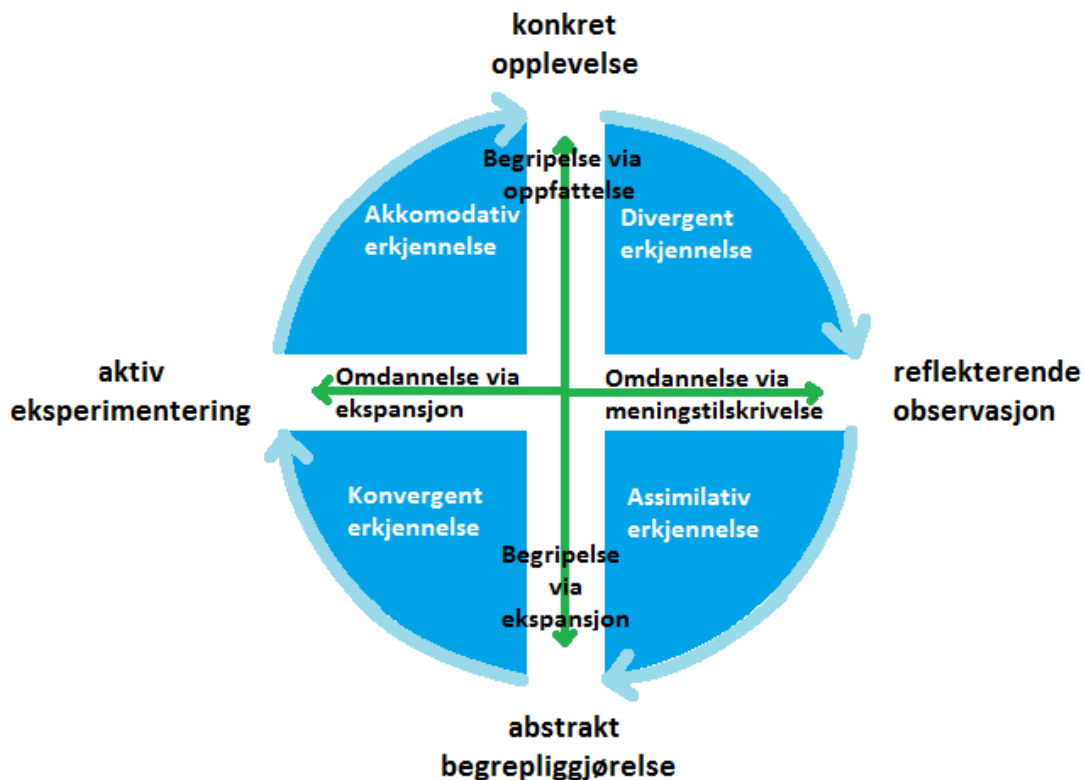 konkret
opplevelse
Begripelse via
oppfattelse
Akkomodativ
erkjennelse
Divergent
erkjennelse
aktiv
eksperimentering
Omdannelse via
ekspansjon
Omdannelse via
meningstilskrivelse
reflekterende
observasjon
Konvergent
erkjennelse
Assimilativ
erkjennelse
Begripelse
via
ekspansjon
abstrakt
begrepliggjørelse